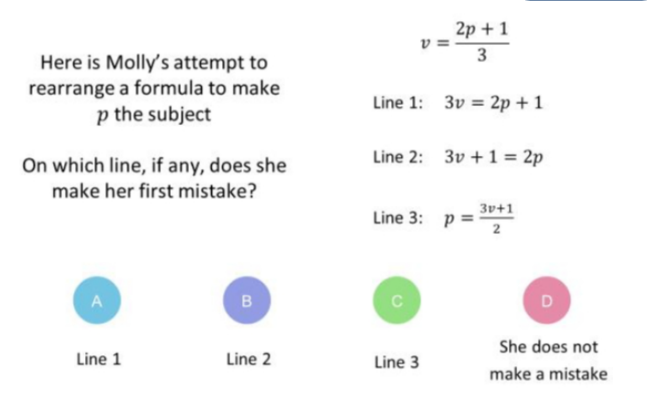 Here is Molly's attempt to
rearrange a formula to make
p the subject
On which line, if any, does she
make her first mistake?
v = (2p + 1)/3
Line 1: 3v = 2p + 1
Line 2: 3v + 1 = 2p
Line 3: p = (3v+1)/2
A
Line 1
B
Line 2
C
Line 3
D
She does not
make a mistake